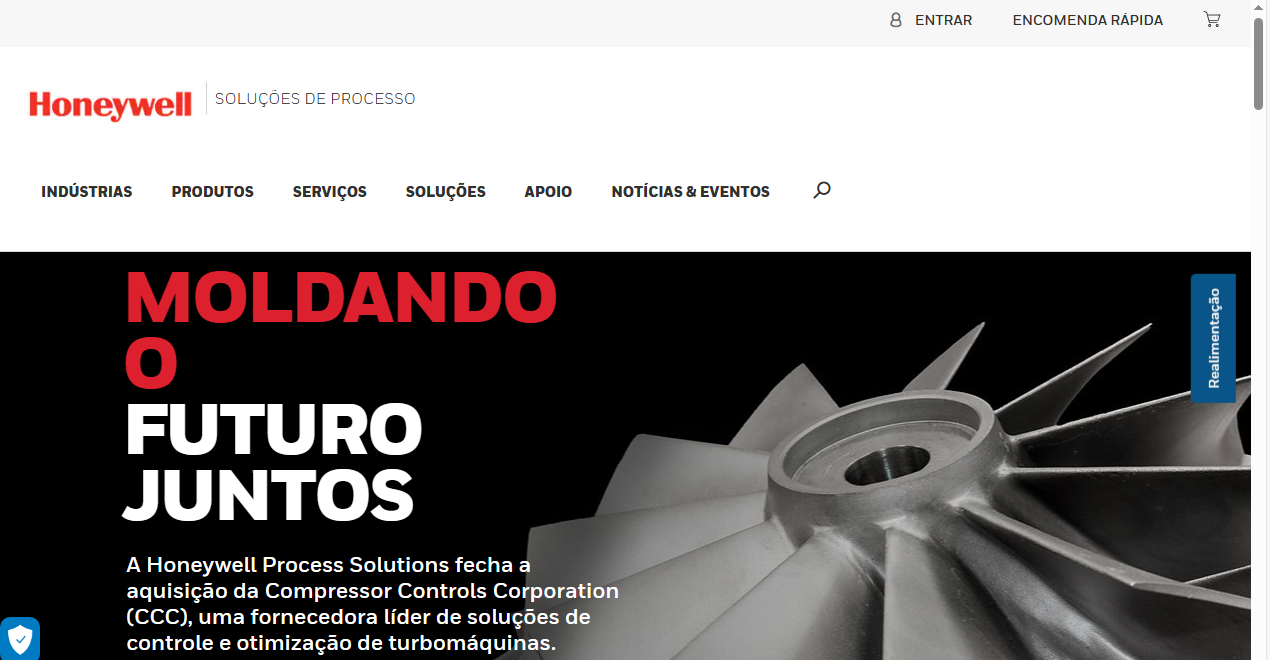 ENTRAR
ENCOMENDA RÁPIDA
Honeywell
SOLUÇÕES DE PROCESSO
INDÚSTRIAS
PRODUTOS
SERVIÇOS
SOLUÇÕES
APOIO
NOTÍCIAS & EVENTOS
MOLDANDO
O
FUTURO
JUNTOS
A Honeywell Process Solutions fecha a
aquisição da Compressor Controls Corporation
(CCC), uma fornecedora líder de soluções de
controle e otimização de turbomáquinas.
Realimentação